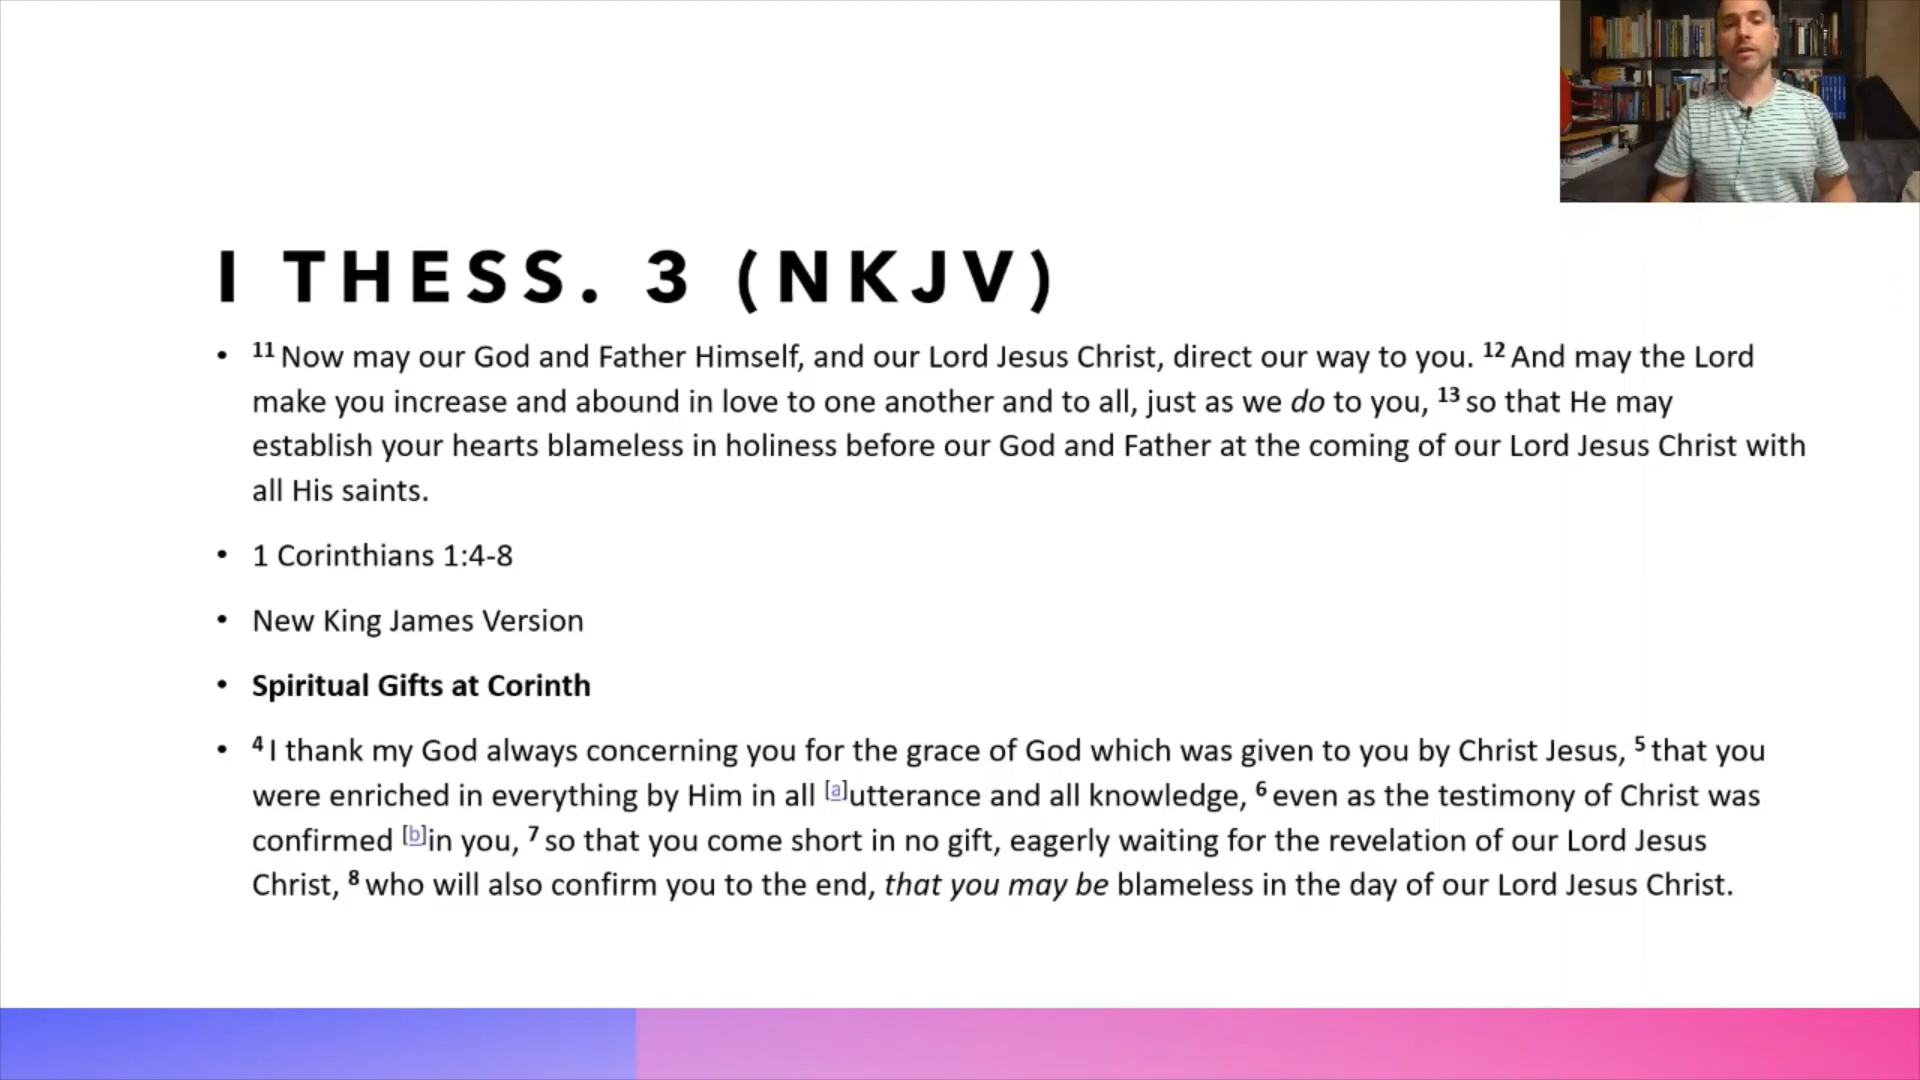 I THESS. 3 (NKJV)
• 11 Now may our God and Father Himself, and our Lord Jesus Christ, direct our way to you. 12 And may the Lord
make you increase and abound in love to one another and to all, just as we do to you, 13 so that He may
establish your hearts blameless in holiness before our God and Father at the coming of our Lord Jesus Christ with
all His saints.
• 1 Corinthians 1:4-8
• New King James Version
• Spiritual Gifts at Corinth
• 4 I thank my God always concerning you for the grace of God which was given to you by Christ Jesus, 5 that you
were enriched in everything by Him in all [a]utterance and all knowledge, 6 even as the testimony of Christ was
confirmed [b]in you, 7 so that you come short in no gift, eagerly waiting for the revelation of our Lord Jesus
Christ, 8 who will also confirm you to the end, that you may be blameless in the day of our Lord Jesus Christ.